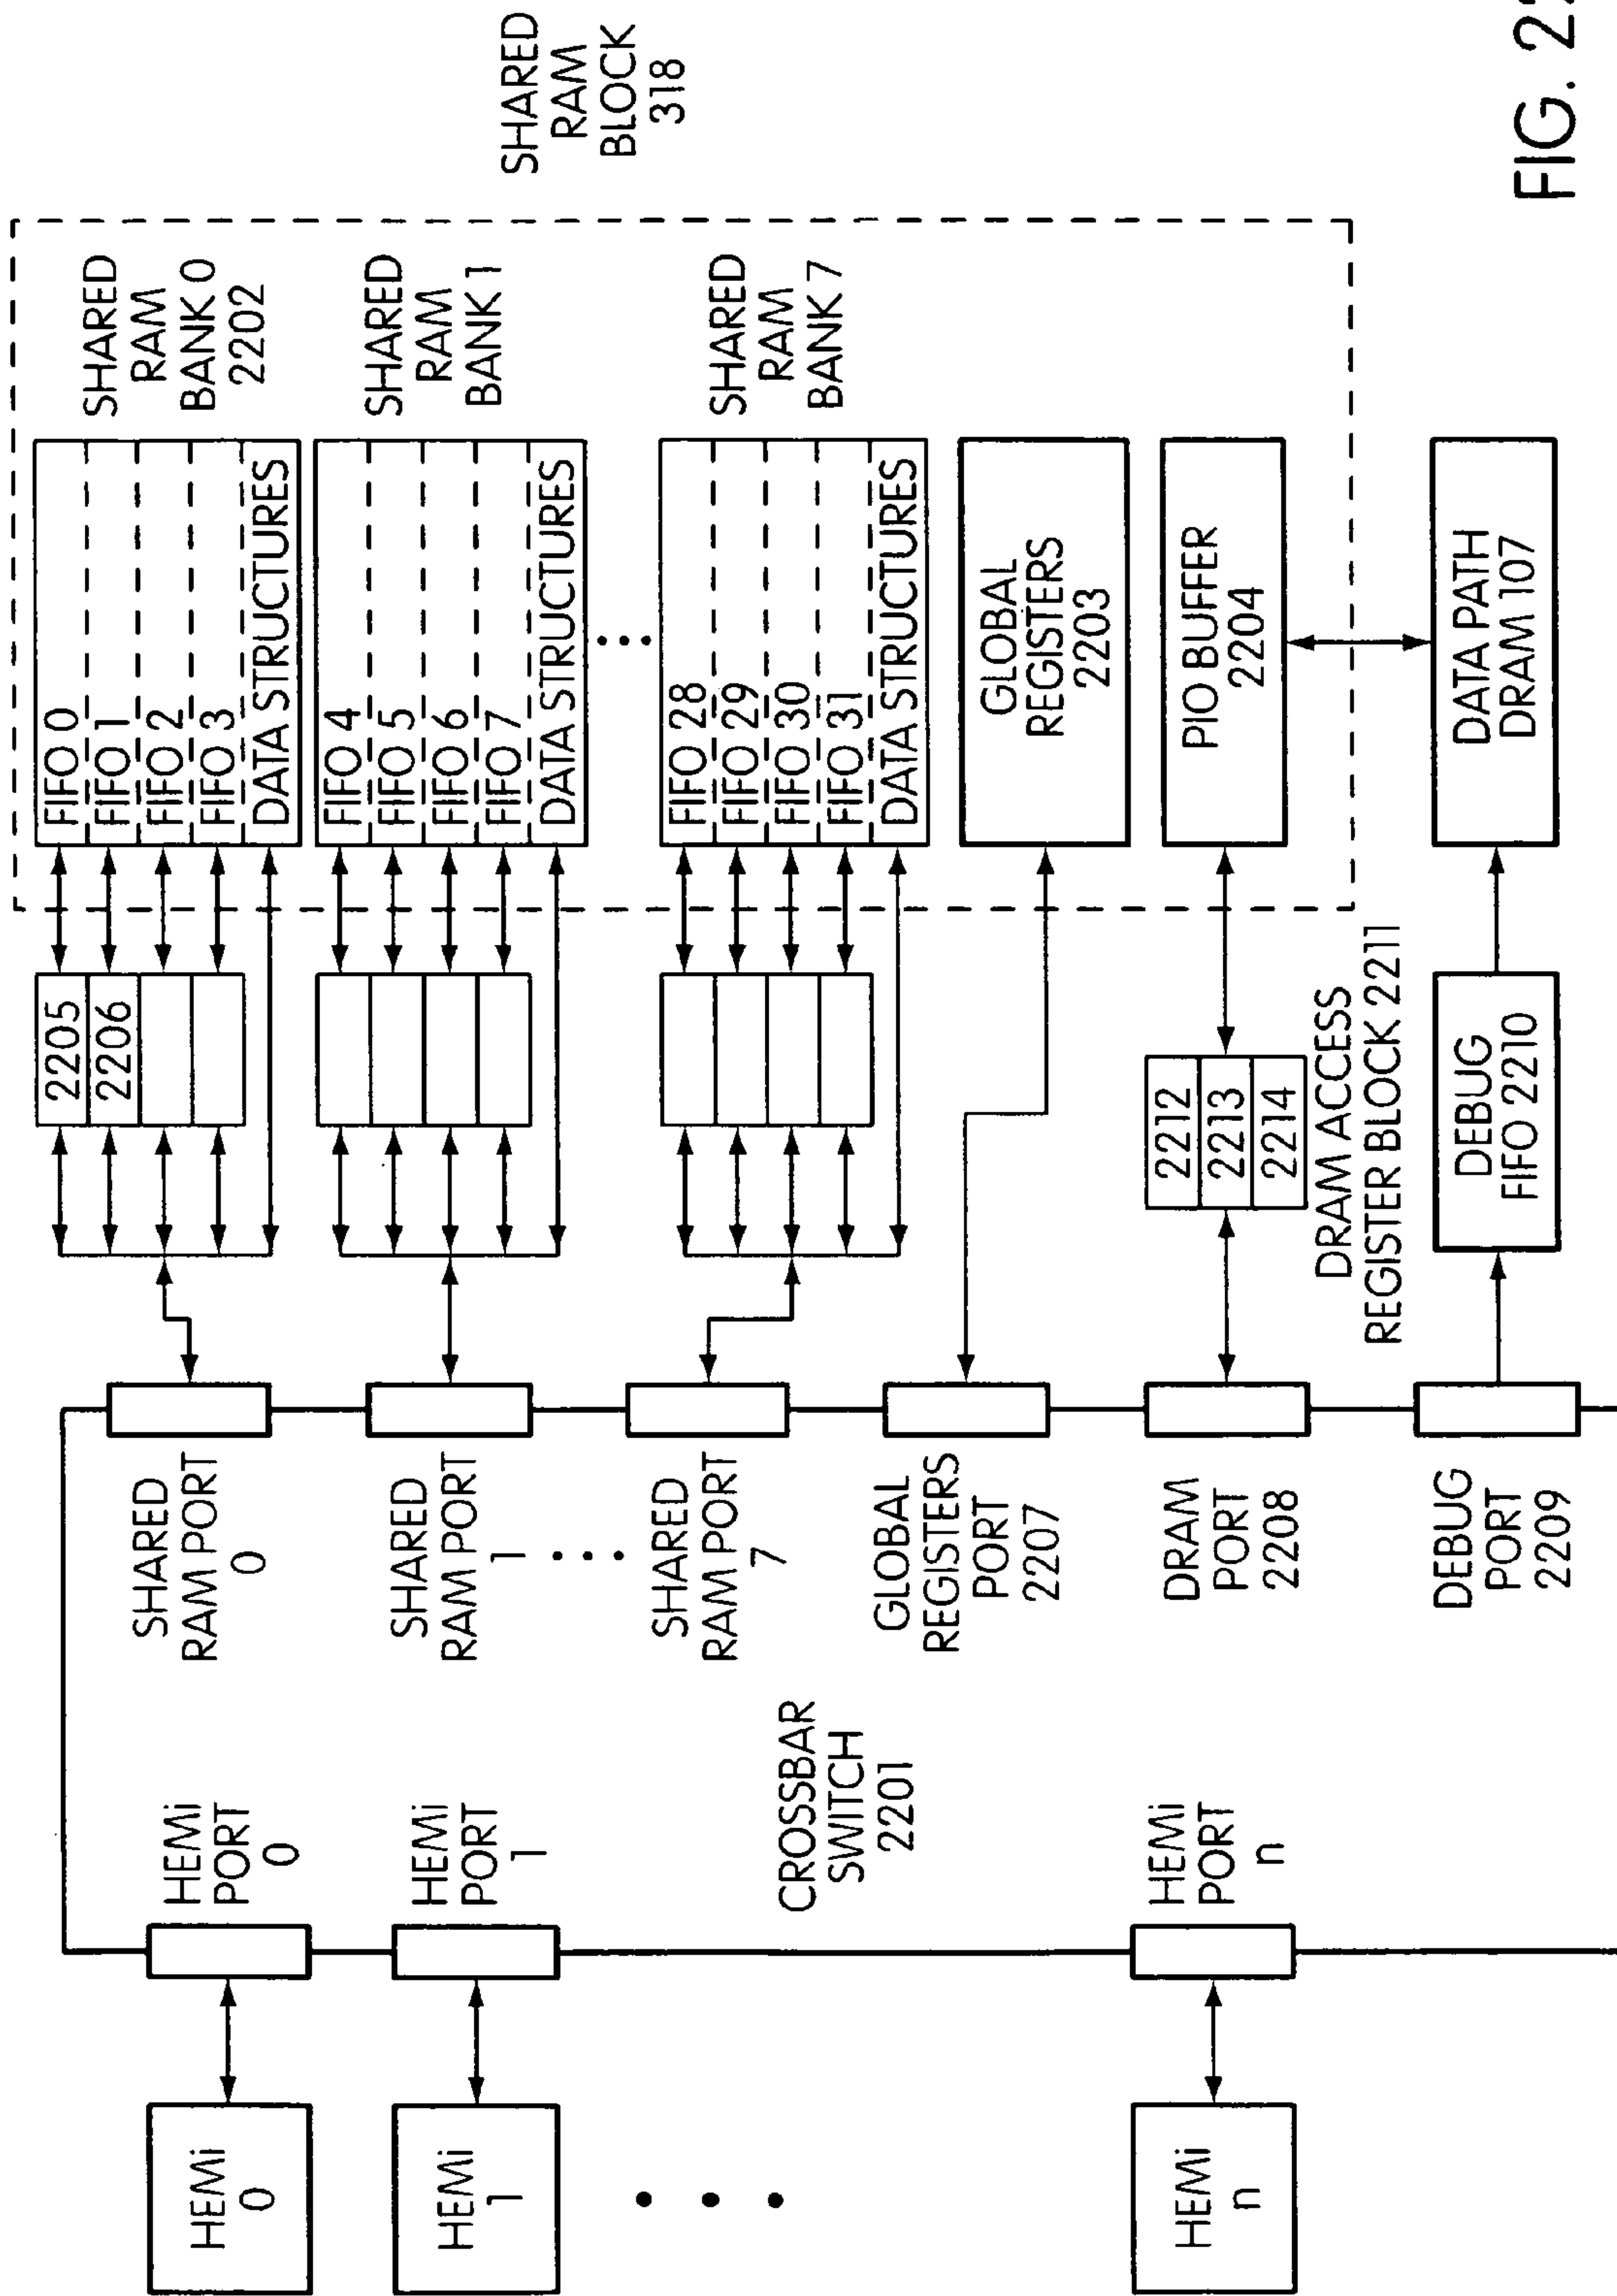 HEMi
0
HEMi
1
HEMi
n
HEMi
PORT
0
HEMi
PORT
1
HEMi
PORT
n
CROSSBAR
SWITCH
2201
SHARED
RAM PORT
0
SHARED
RAM PORT
1
SHARED
RAM PORT
7
GLOBAL
REGISTERS
PORT
2207
DRAM
PORT
2208
DEBUG
PORT
2209
2205
2206
2212
2213
2214
DRAM ACCESS
REGISTER BLOCK 2211
DEBUG
FIFO 2210
FIFO 0
FIFO 1
FIFO 2
FIFO 3
DATA STRUCTURES
FIFO 4
FIFO 5
FIFO 6
FIFO 7
DATA STRUCTURES
FIFO 28
FIFO 29
FIFO 30
FIFO 31
DATA STRUCTURES
GLOBAL
REGISTERS
2203
PIO BUFFER
2204
DATA PATH
DRAM 107
SHARED
RAM
BANK 0
2202
SHARED
RAM
BANK 1
SHARED
RAM
BANK 7
SHARED
RAM
BLOCK
318
FIG.